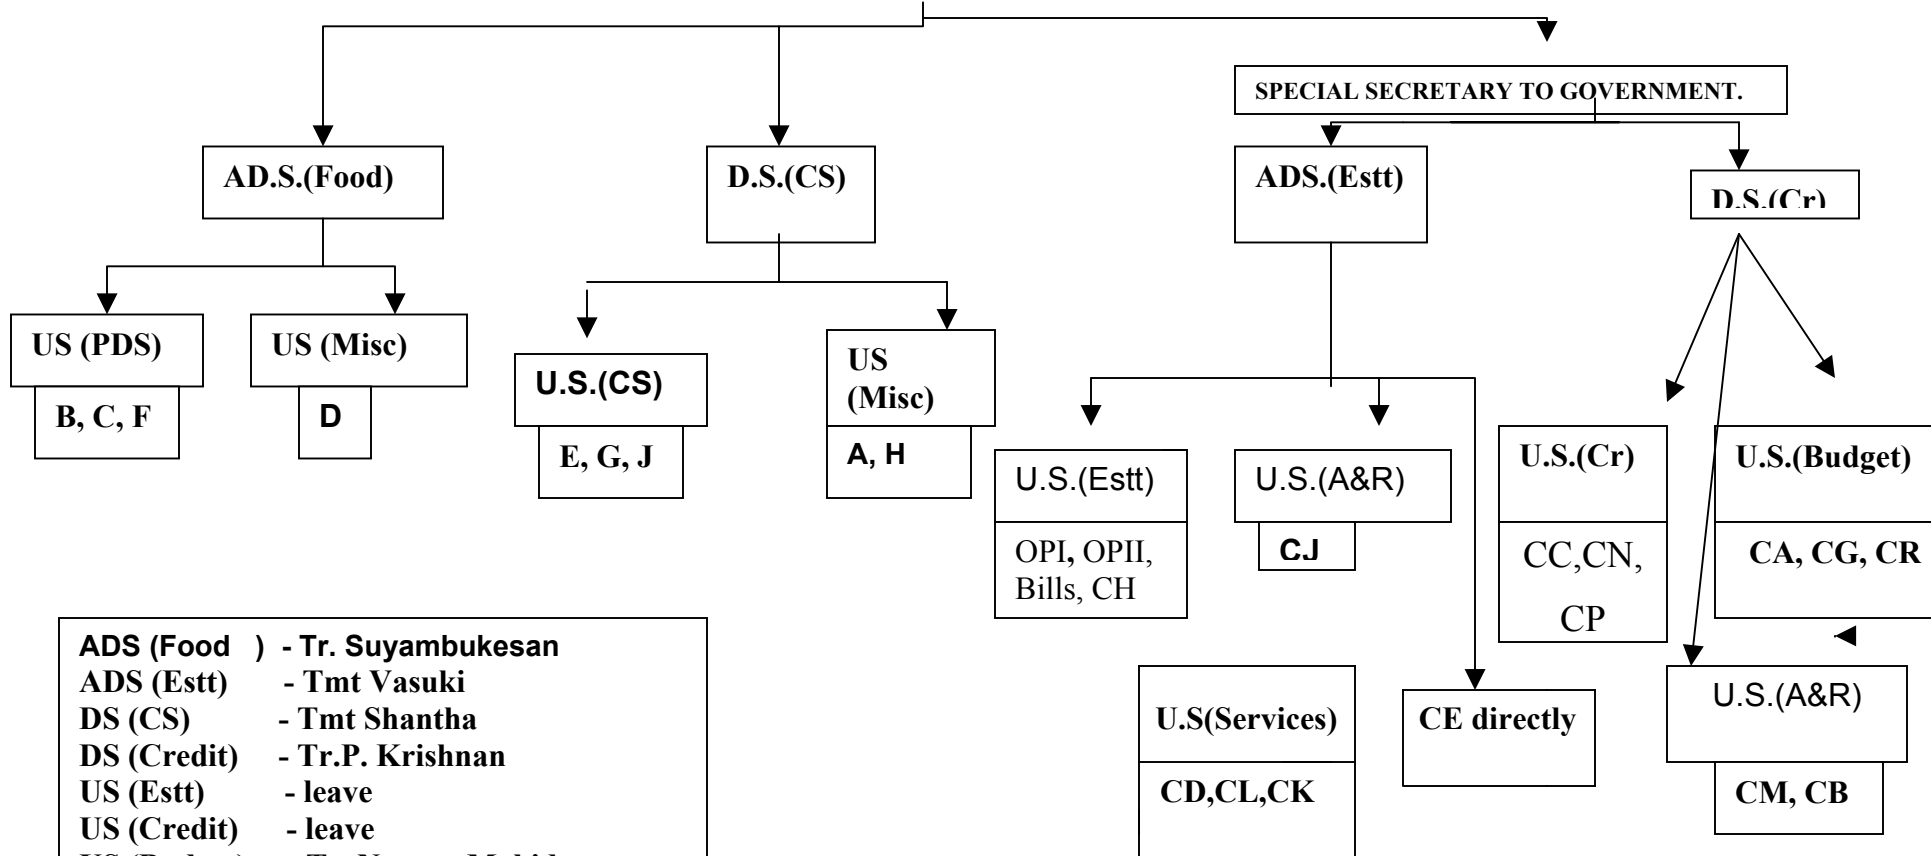 SPECIAL SECRETARY TO GOVERNMENT.
AD.S.(Food)
D.S.(CS)
ADS.(Estt)
D.S.(Cr)
US (PDS)
US (Misc)
B, C, F
D
U.S.(CS)
E, G, J
US
(Misc)
A, H
U.S.(Estt)
OPI, OPII,
Bills, CH
U.S.(A&R)
CJ
U.S.(Cr)
CC,CN,
CP
U.S.(Budget)
CA, CG, CR
U.S(Services)
CD,CL,CK
CE directly
U.S.(A&R)
CM, CB
ADS (Food   ) - Tr. Suyambukesan
ADS (Estt) - Tmt Vasuki
DS (CS) - Tmt Shantha
DS (Credit) - Tr.P. Krishnan
US (Estt) - leave
US (Credit) - leave